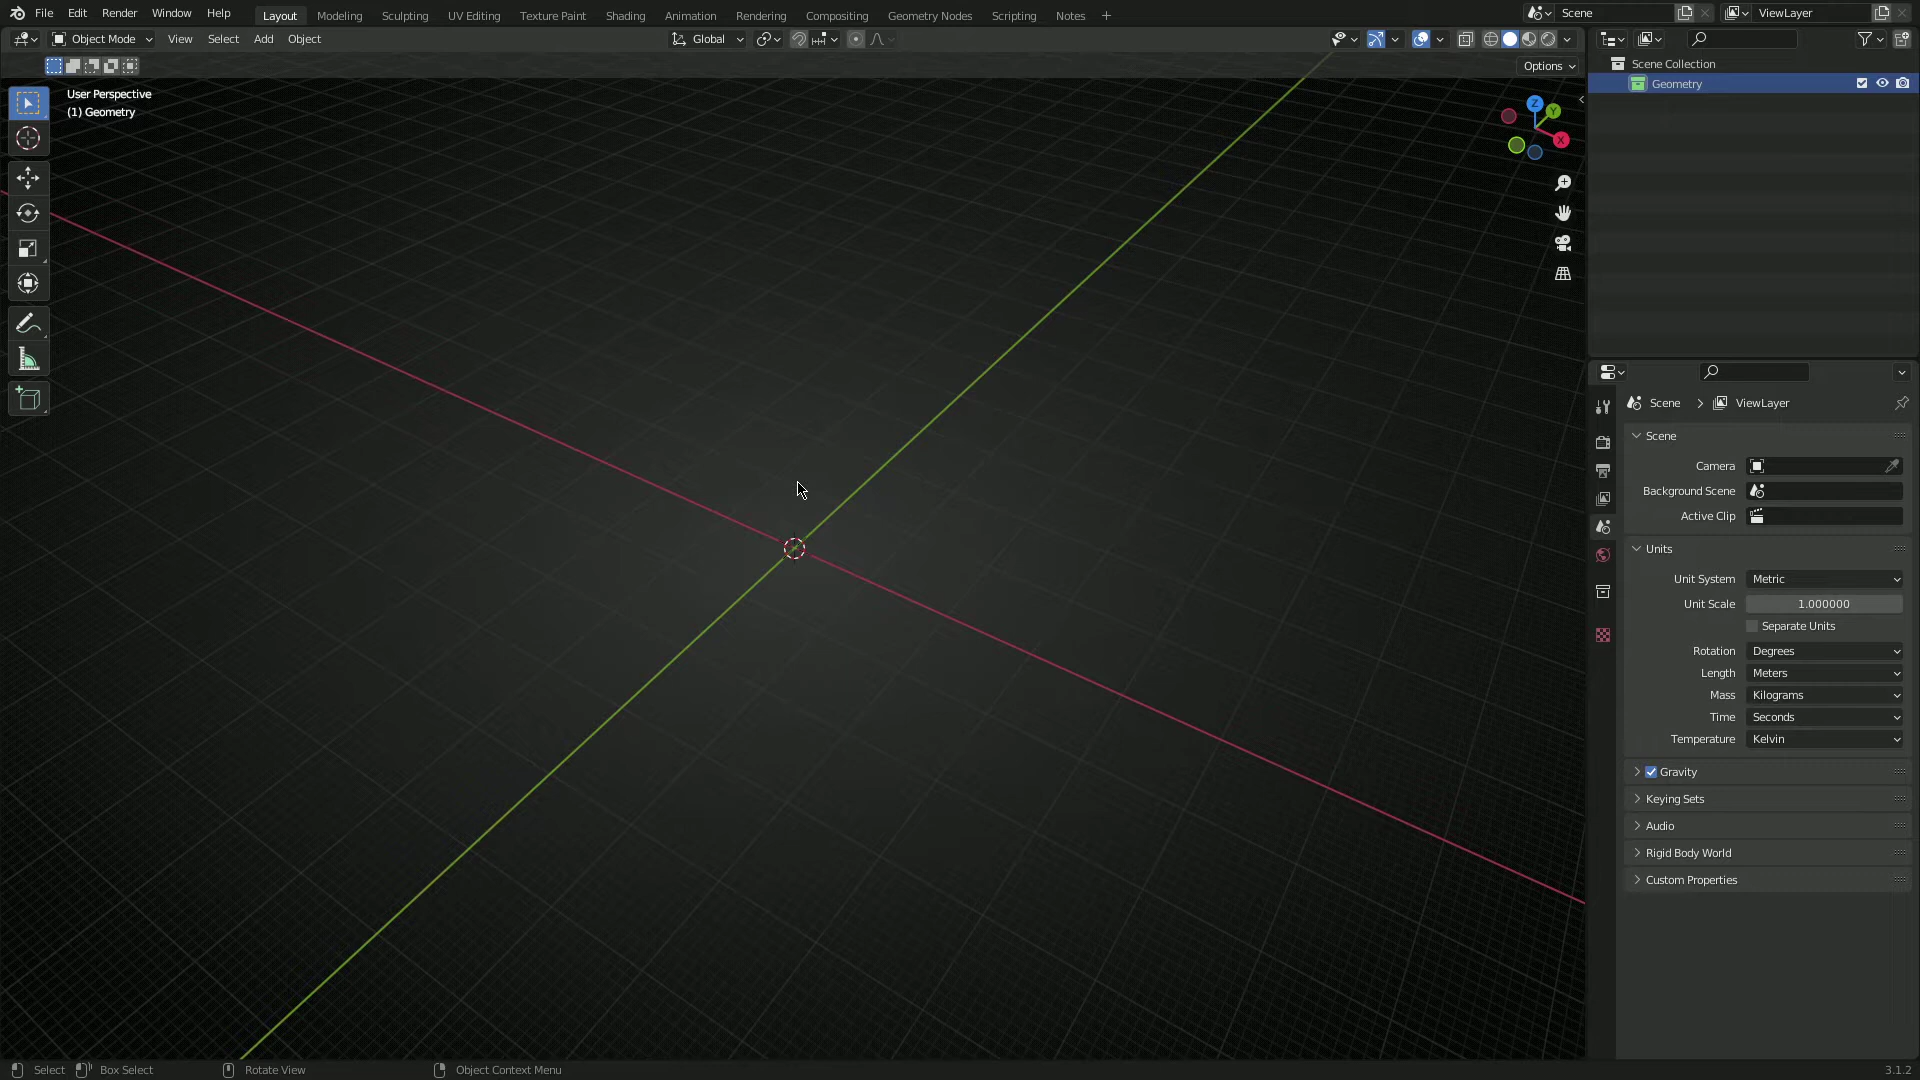 File Edit Render Window Help Layout Modeling Sculpting UV Editing Texture Paint Shading Animation Rendering Compositing Geometry Nodes Scripting Notes + Scene ViewLayer
Object Mode View Select Add Object Global
Options
User Perspective
(1) Geometry
Z
Y
X
Scene Collection
Geometry
Scene ViewLayer
Scene
Camera
Background Scene
Active Clip
Units
Unit System Metric
Unit Scale 1.000000
Separate Units
Rotation Degrees
Length Meters
Mass Kilograms
Time Seconds
Temperature Kelvin
Gravity
Keying Sets
Audio
Rigid Body World
Custom Properties
Select Box Select Rotate View Object Context Menu 3.1.2